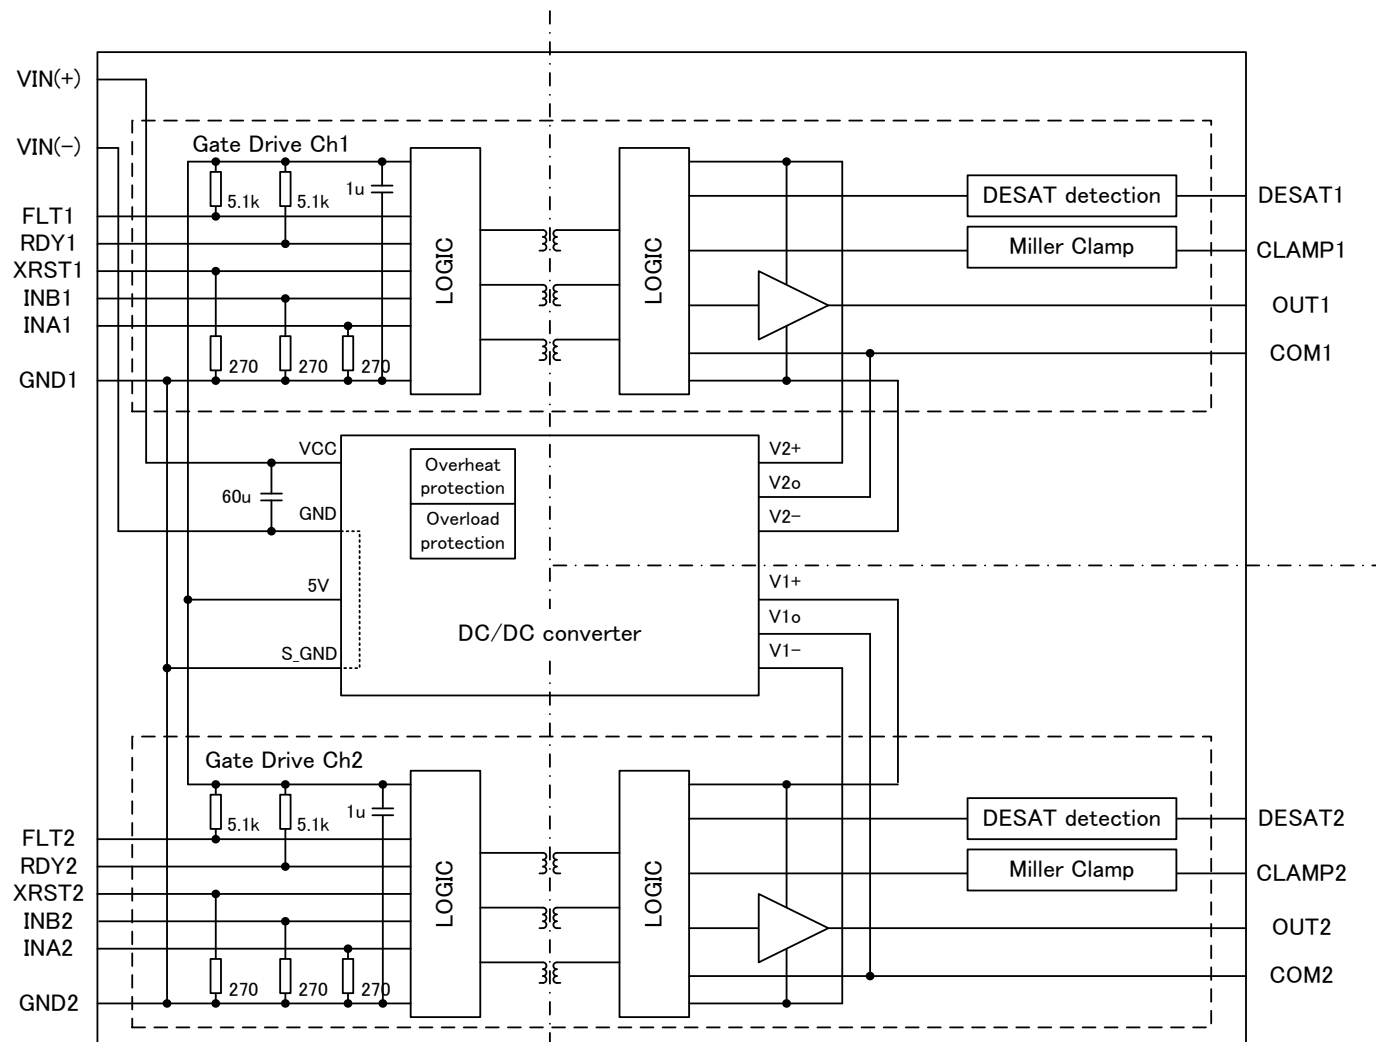 VIN(+)
VIN(-)
Gate Drive Ch1
5.1k
5.1k
1u
FLT1
RDY1
XRST1
INB1
INA1
GND1
270
270
270
LOGIC
LOGIC
DESAT detection
Miller Clamp
DESAT1
CLAMP1
OUT1
COM1
VCC
60u
GND
5V
S_GND
Overheat
protection
Overload
protection
DC/DC converter
V2+
V2o
V2-
V1+
V1o
V1-
Gate Drive Ch2
5.1k
5.1k
1u
FLT2
RDY2
XRST2
INB2
INA2
GND2
270
270
270
LOGIC
LOGIC
DESAT detection
Miller Clamp
DESAT2
CLAMP2
OUT2
COM2